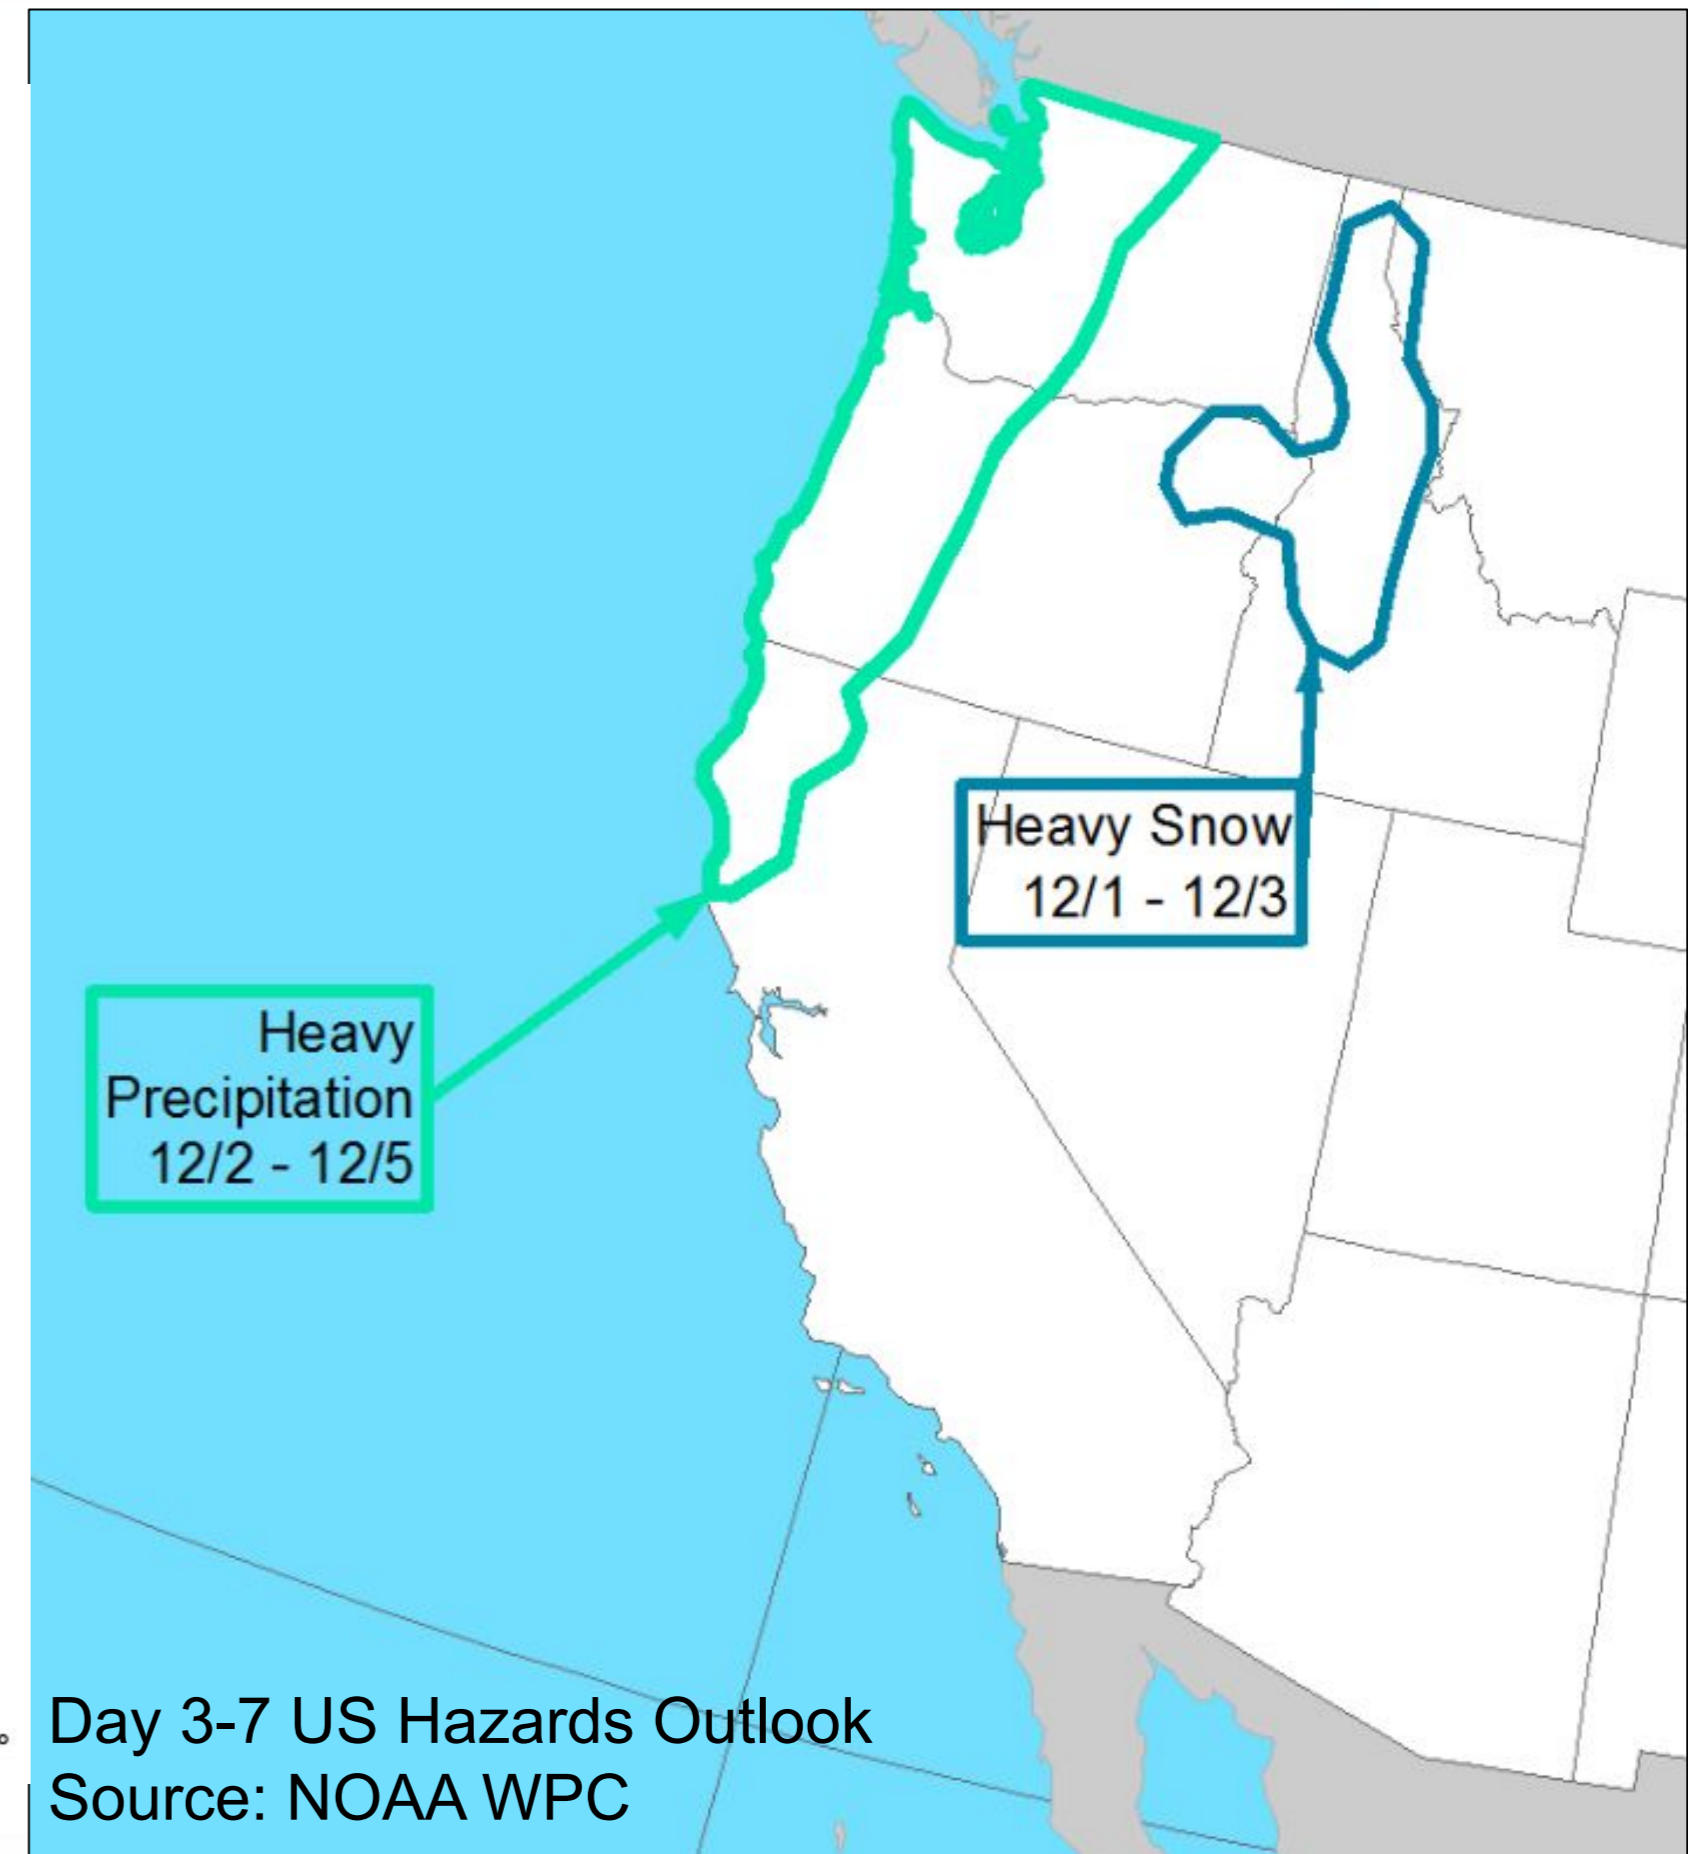 Heavy Snow
12/1 - 12/3
Heavy
Precipitation
12/2 - 12/5
°
Day 3-7 US Hazards Outlook
Source: NOAA WPC